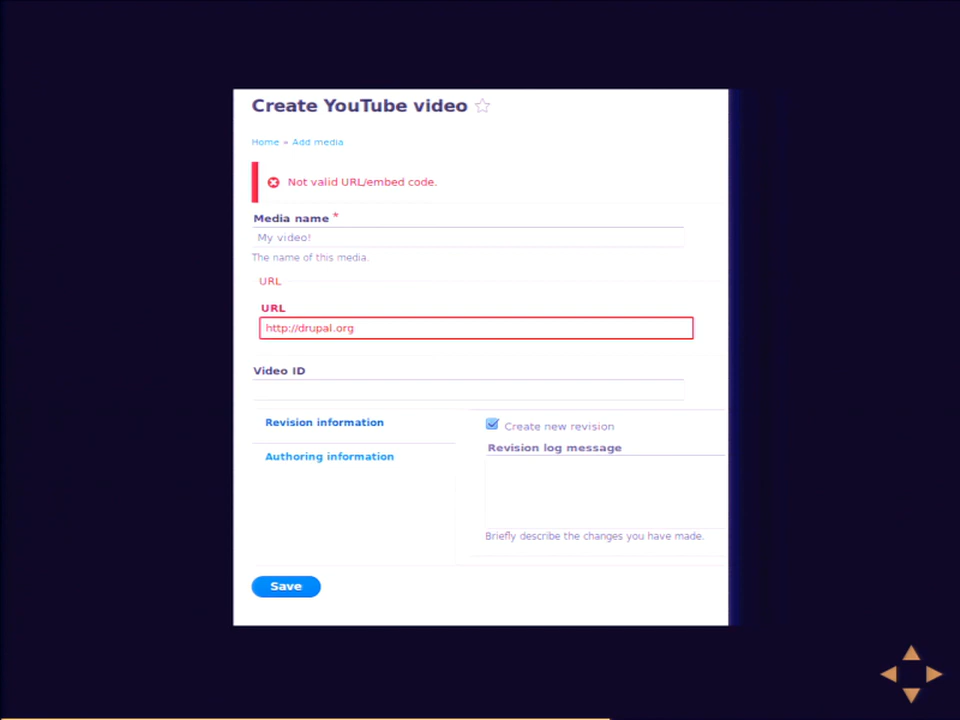 Create YouTube video
Home » Add media
Not valid URL/embed code.
Media name *
My video!
The name of this media.
URL
URL
http://drupal.org
Video ID
Revision information
Create new revision
Revision log message
Authoring information
Briefly describe the changes you have made.
Save